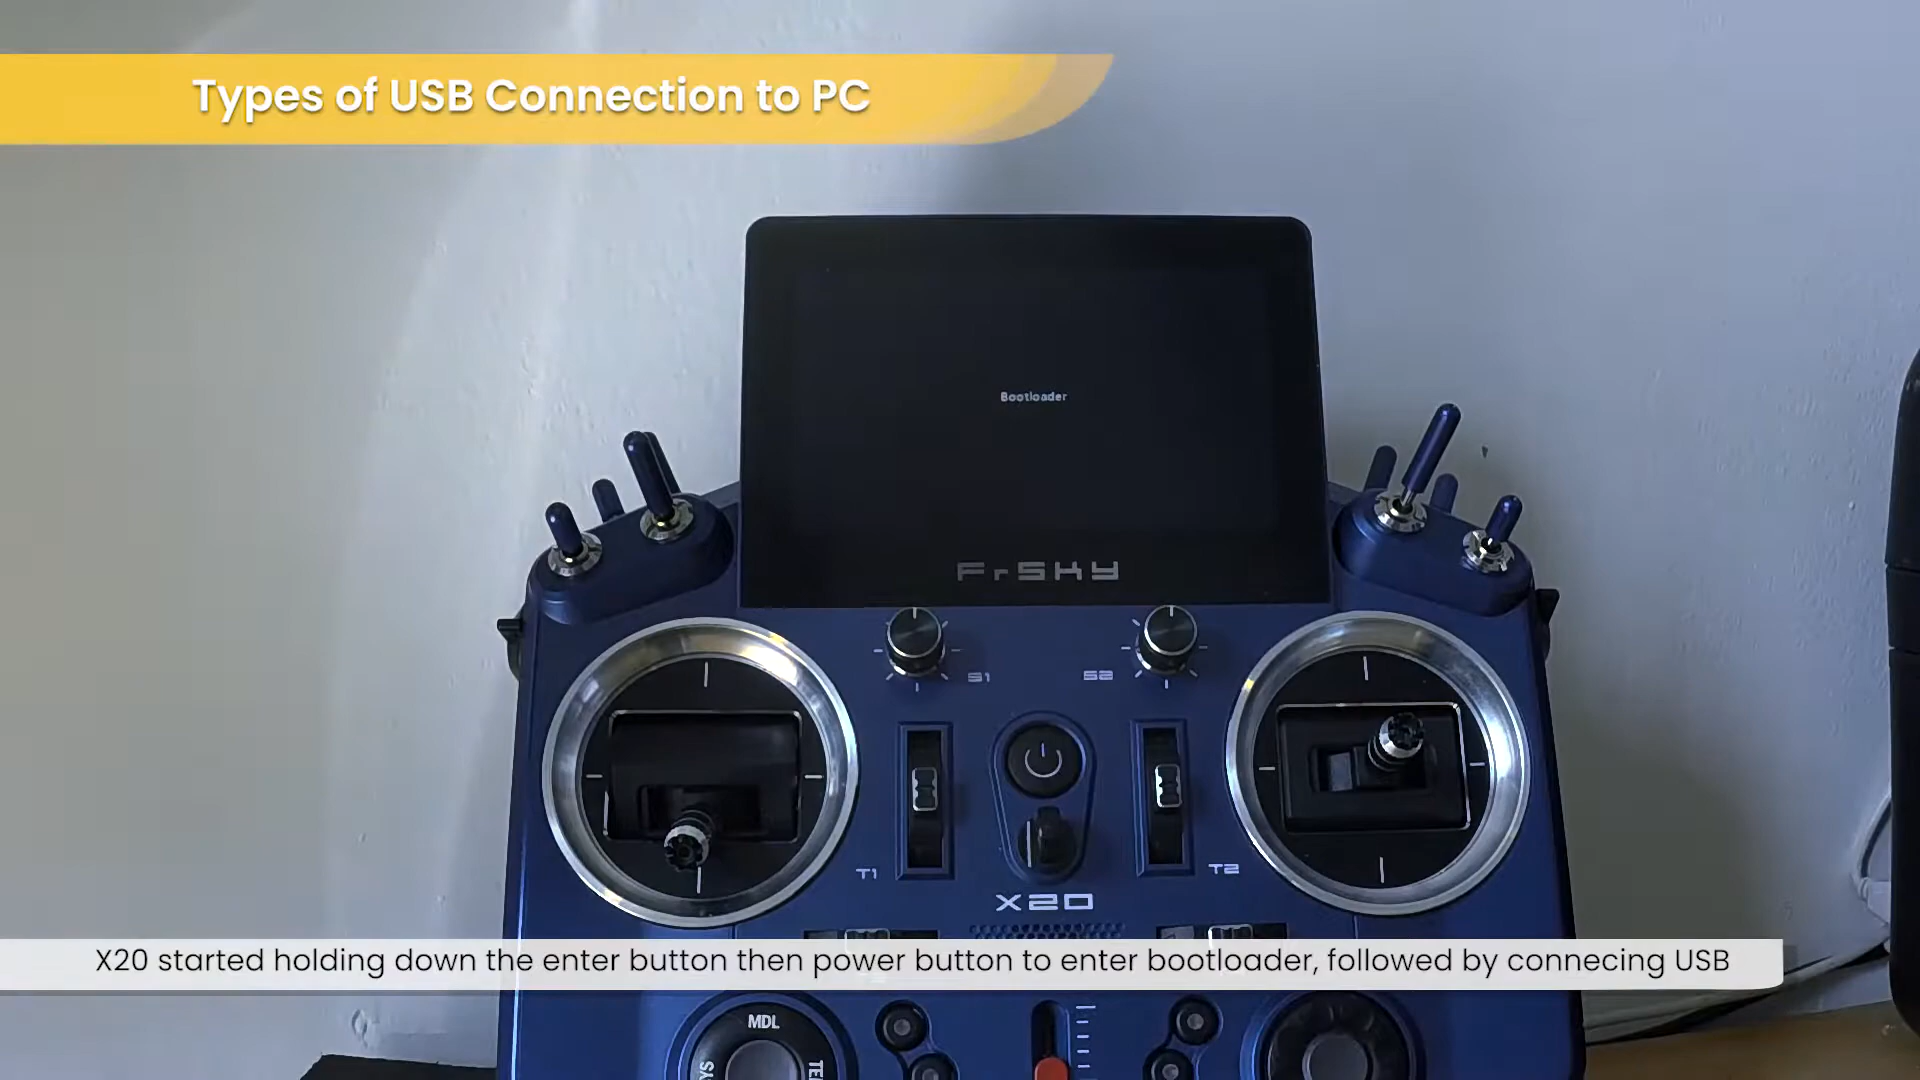 Types of USB Connection to PC
Bootloader
FrSKY
S1
S2
T1
T2
X20
X20 started holding down the enter button then power button to enter bootloader, followed by connecing USB
MDL